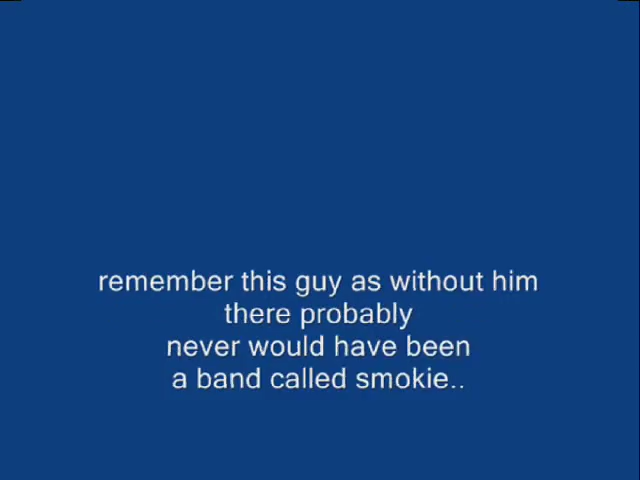 remember this guy as without him
there probably
never would have been
a band called smokie..